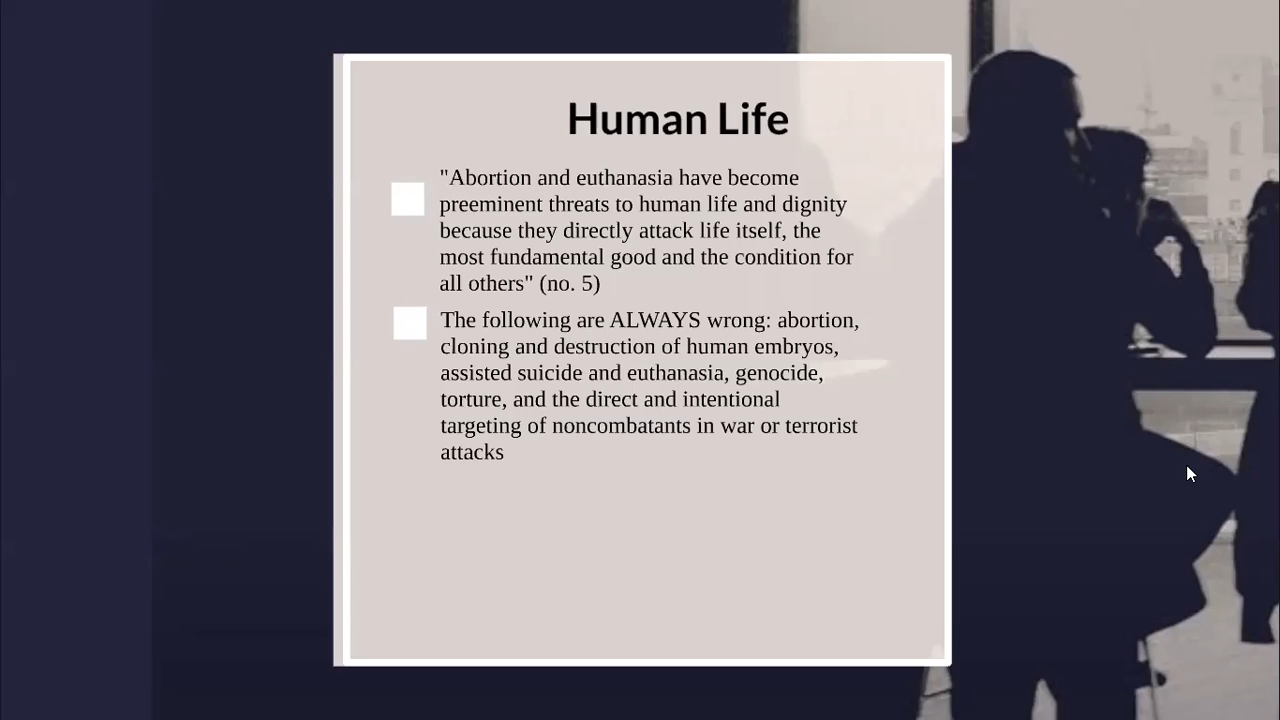 Human Life
"Abortion and euthanasia have become
preeminent threats to human life and dignity
because they directly attack life itself, the
most fundamental good and the condition for
all others" (no. 5)
The following are ALWAYS wrong: abortion,
cloning and destruction of human embryos,
assisted suicide and euthanasia, genocide,
torture, and the direct and intentional
targeting of noncombatants in war or terrorist
attacks